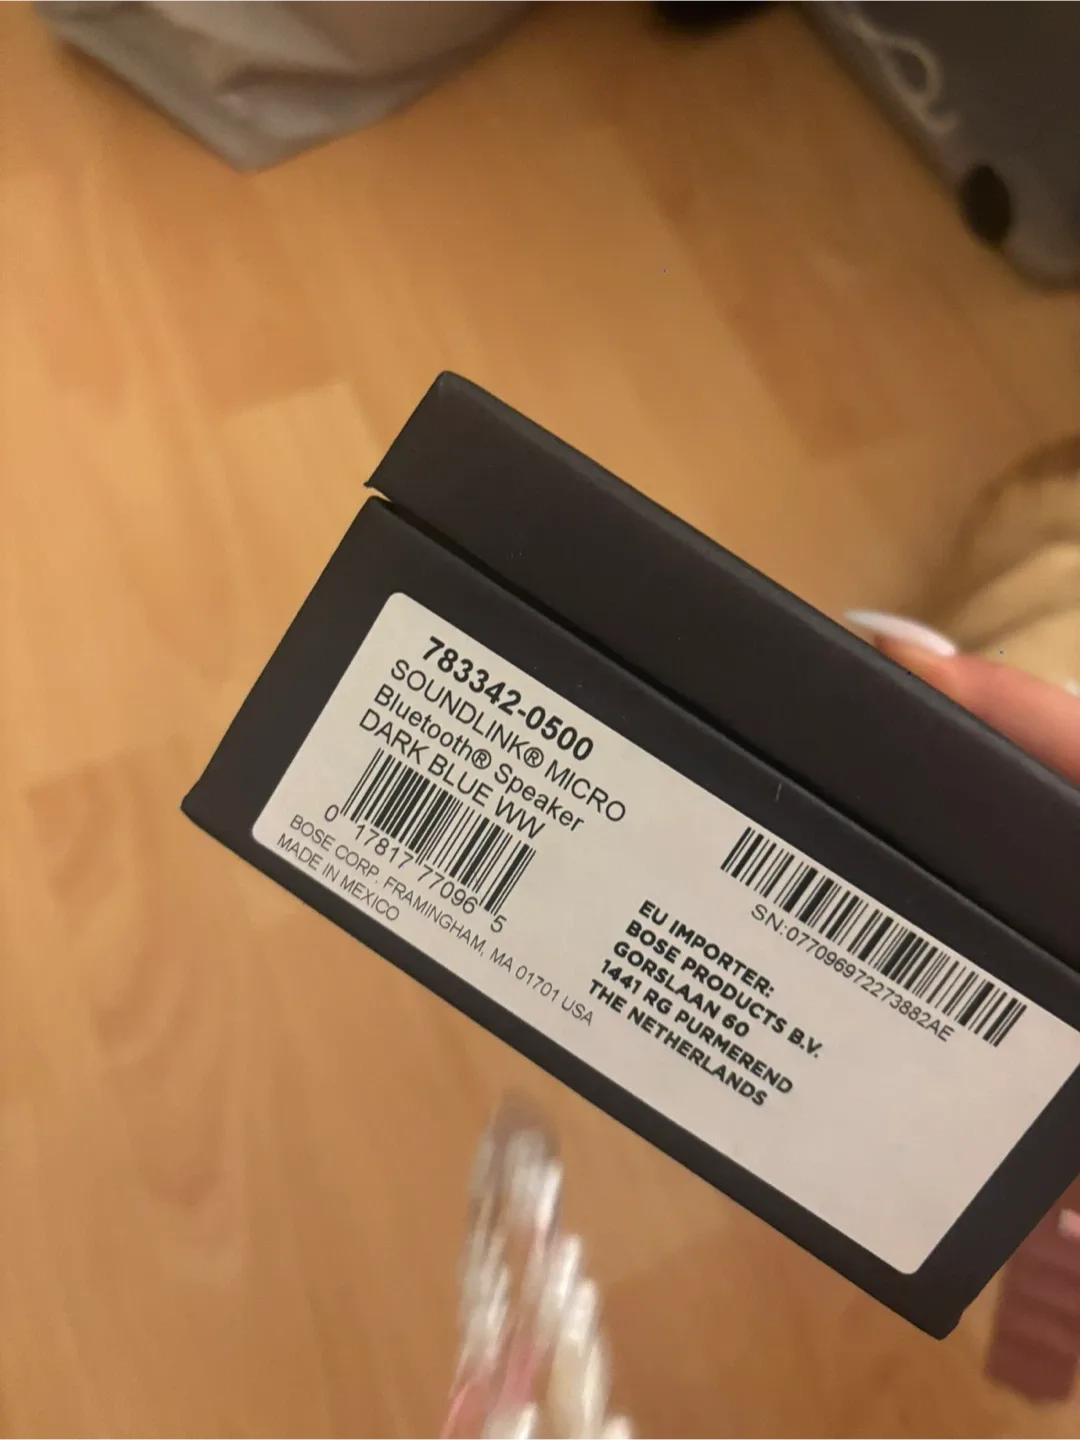 783342-0500
SOUNDLINK® MICRO
Bluetooth® Speaker
DARK BLUE WW
0 17817 77096 5
BOSE CORP. FRAMINGHAM, MA 01701 USA
MADE IN MEXICO
SN:077096972273882AE
EU IMPORTER:
BOSE PRODUCTS B.V.
GORSLAAN 60
1441 RG PURMEREND
THE NETHERLANDS